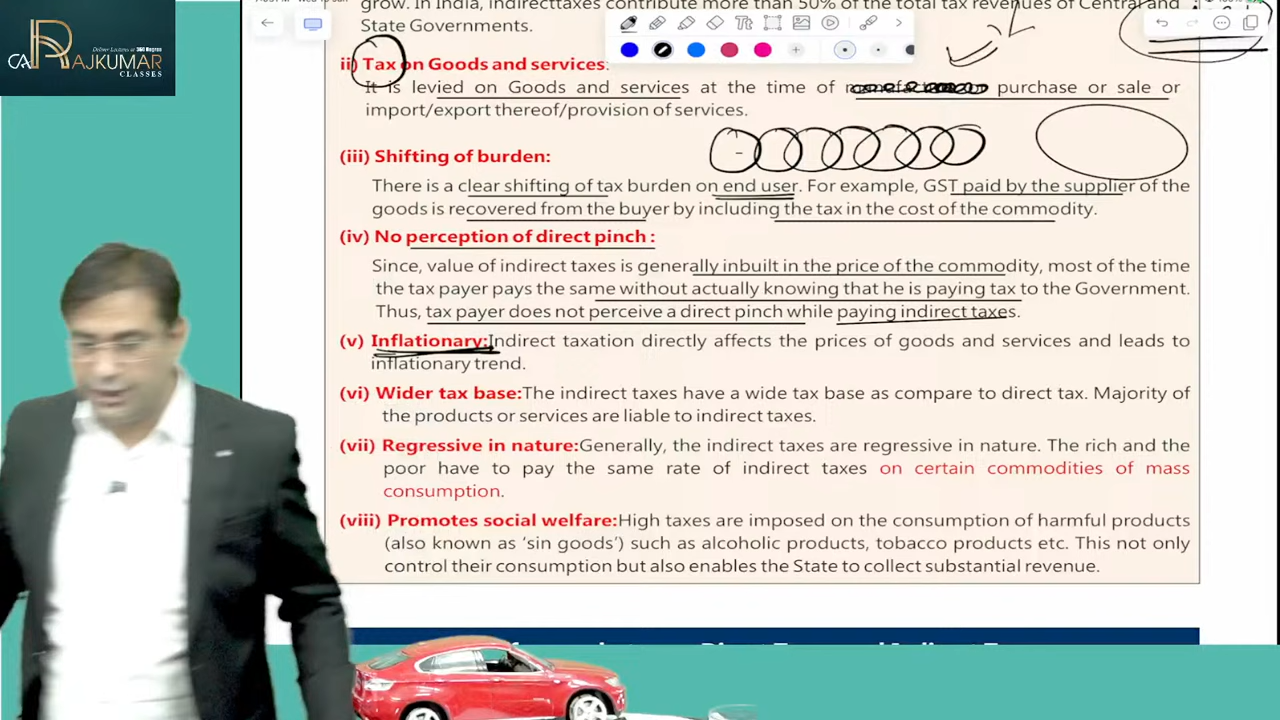 grow. In India, indirecttaxes contribute more than 50% of the total tax revenues of Central and
State Governments.
CA RAJKUMAR
Deliver Lectures at 360 Degree
CLASSES
ii) Tax on Goods and services:
It is levied on Goods and services at the time of purchase or sale or
import/export thereof/provision of services.
(iii) Shifting of burden:
There is a clear shifting of tax burden on end user. For example, GST paid by the supplier of the
goods is recovered from the buyer by including the tax in the cost of the commodity.
(iv) No perception of direct pinch :
Since, value of indirect taxes is generally inbuilt in the price of the commodity, most of the time
the tax payer pays the same without actually knowing that he is paying tax to the Government.
Thus, tax payer does not perceive a direct pinch while paying indirect taxes.
(v) Inflationary:Indirect taxation directly affects the prices of goods and services and leads to
inflationary trend.
(vi) Wider tax base:The indirect taxes have a wide tax base as compare to direct tax. Majority of
the products or services are liable to indirect taxes.
(vii) Regressive in nature:Generally, the indirect taxes are regressive in nature. The rich and the
poor have to pay the same rate of indirect taxes on certain commodities of mass
consumption.
(viii) Promotes social welfare:High taxes are imposed on the consumption of harmful products
(also known as 'sin goods') such as alcoholic products, tobacco products etc. This not only
control their consumption but also enables the State to collect substantial revenue.